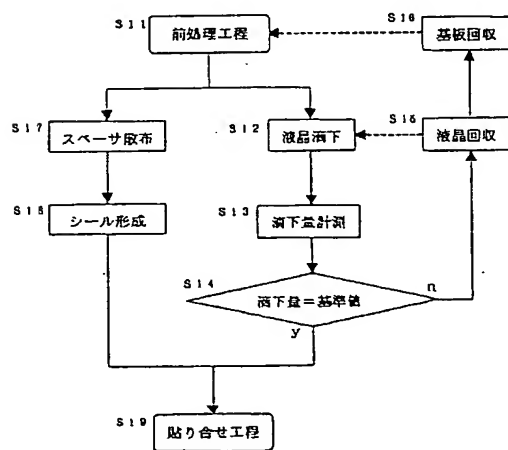 S11
前処理工程
S16
基板回収
S17
スペーサ散布
S12
液晶滴下
S15
液晶回収
S18
シール形成
S13
滴下量計測
S14
滴下量=基準値
n
y
S19
貼り合せ工程